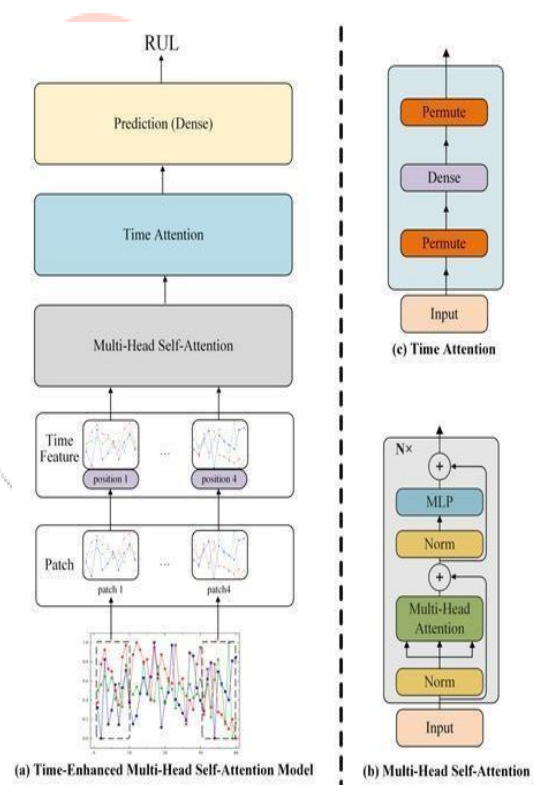 RUL
Prediction (Dense)
Time Attention
Multi-Head Self-Attention
Time
Feature
position 1
...
position 4
Patch
...
patch 1
patch4
(a) Time-Enhanced Multi-Head Self-Attention Model
Permute
Dense
Permute
Input
(c) Time Attention
N×
+
MLP
Norm
+
Multi-Head
Attention
Norm
Input
(b) Multi-Head Self-Attention